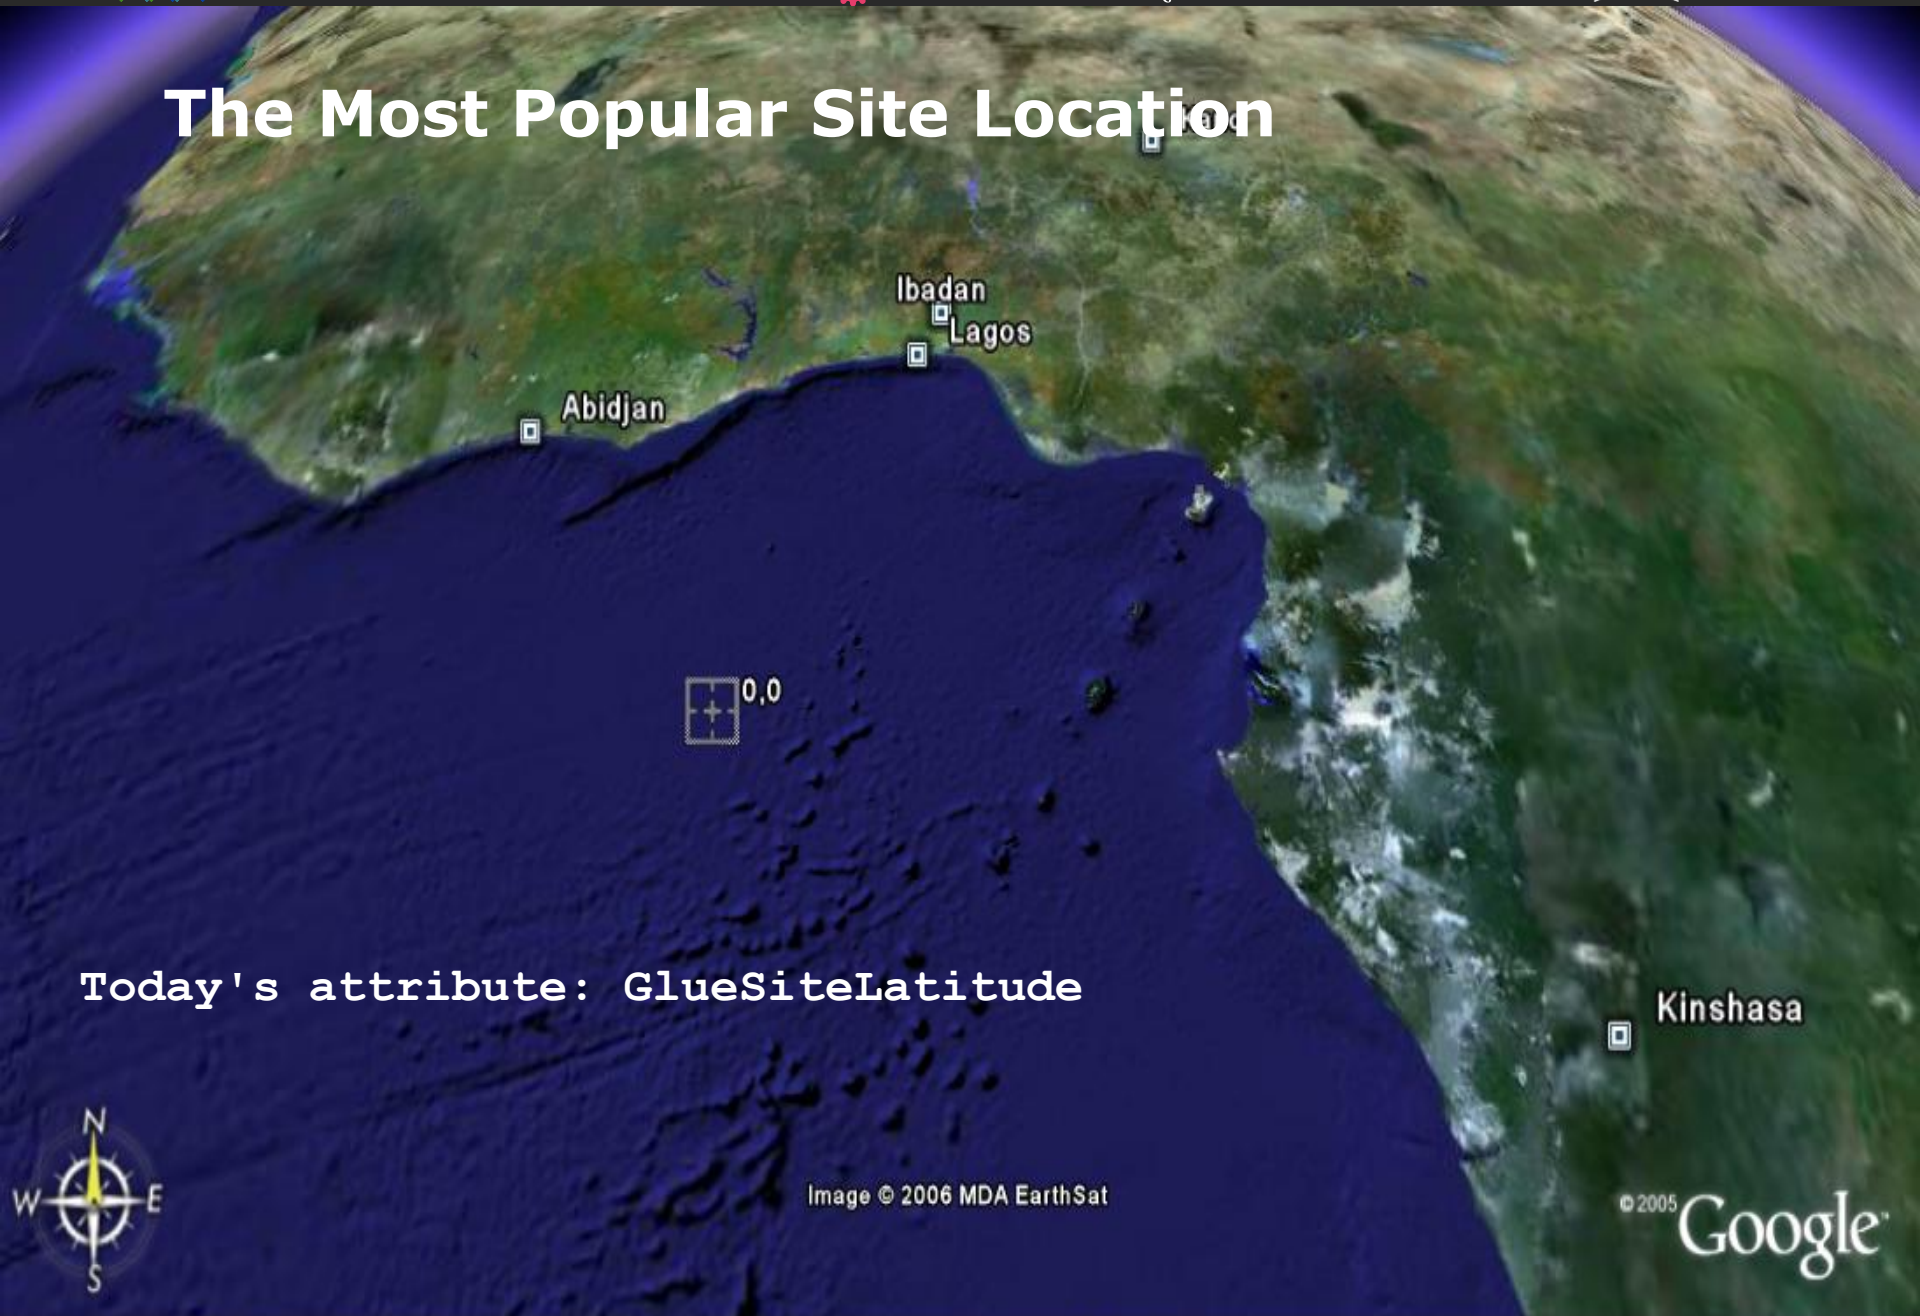 The Most Popular Site Location
Ibadan
Lagos
Abidjan
0,0
Today's attribute: GlueSiteLatitude
Kinshasa
N
W E
S
Image © 2006 MDA EarthSat
© 2005 Google™